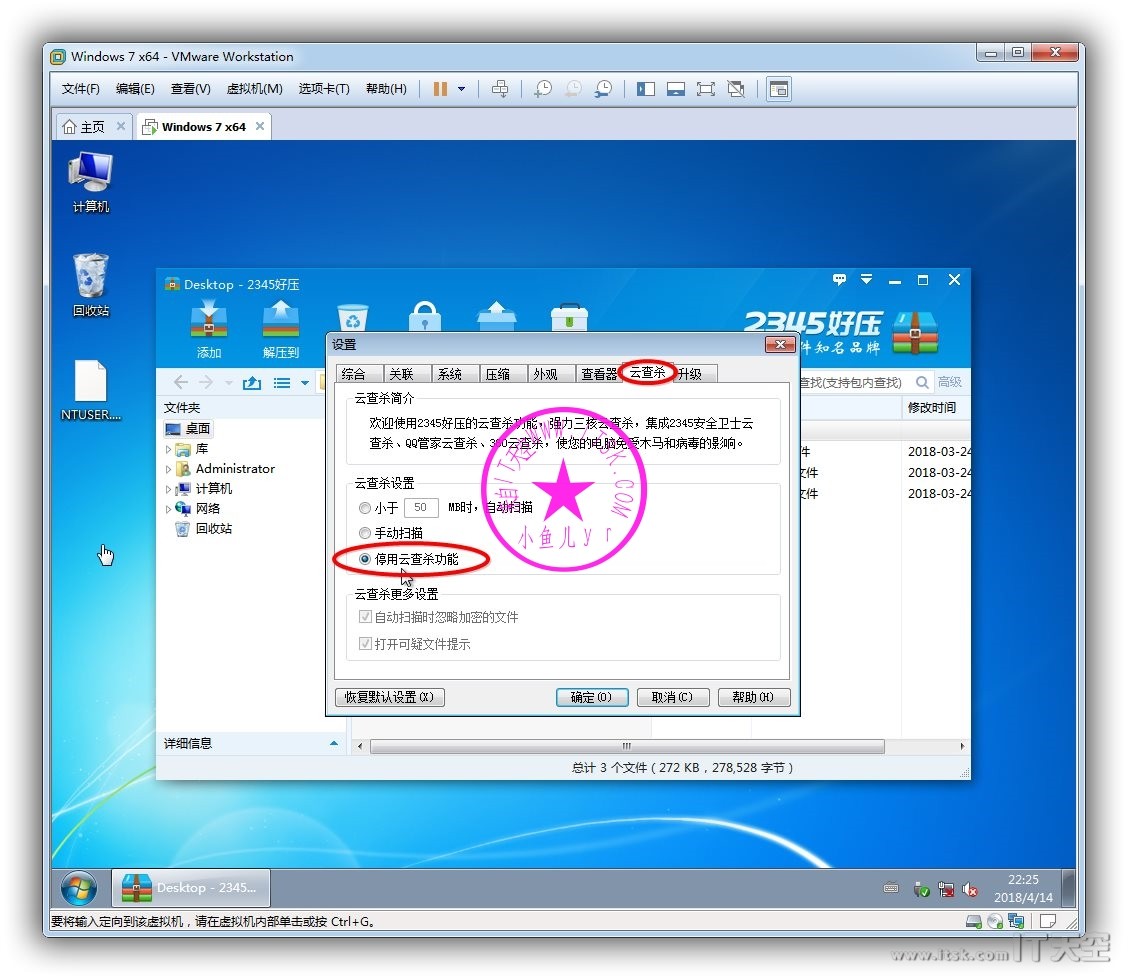 Windows 7 x64 - VMware Workstation
文件(F) 编辑(E) 查看(V) 虚拟机(M) 选项卡(T) 帮助(H)
主页 Windows 7 x64
计算机
回收站
NTUSER....
Desktop - 2345好压
添加 解压到
2345好压
件知名品牌
查找(支持包内查找) 高级
文件夹
桌面
库
Administrator
计算机
网络
回收站
修改时间
件 2018-03-24
文件 2018-03-24
文件 2018-03-24
设置
综合 关联 系统 压缩 外观 查看器 云查杀 升级
云查杀简介
欢迎使用2345好压的云查杀功能,强力三核云查杀,集成2345安全卫士云
查杀、QQ管家云查杀、360云查杀,使您的电脑免受木马和病毒的影响。
云查杀设置
小于 50 MB时,自动扫描
手动扫描
停用云查杀功能
云查杀更多设置
自动扫描时忽略加密的文件
打开可疑文件提示
恢复默认设置(X) 确定(O) 取消(C) 帮助(H)
小鱼儿yr
详细信息
总计 3 个文件 ( 272 KB , 278,528 字节 )
Desktop - 2345...
22:25
2018/4/14
要将输入定向到该虚拟机,请在虚拟机内部单击或按 Ctrl+G。
www.itsk.com IT天空